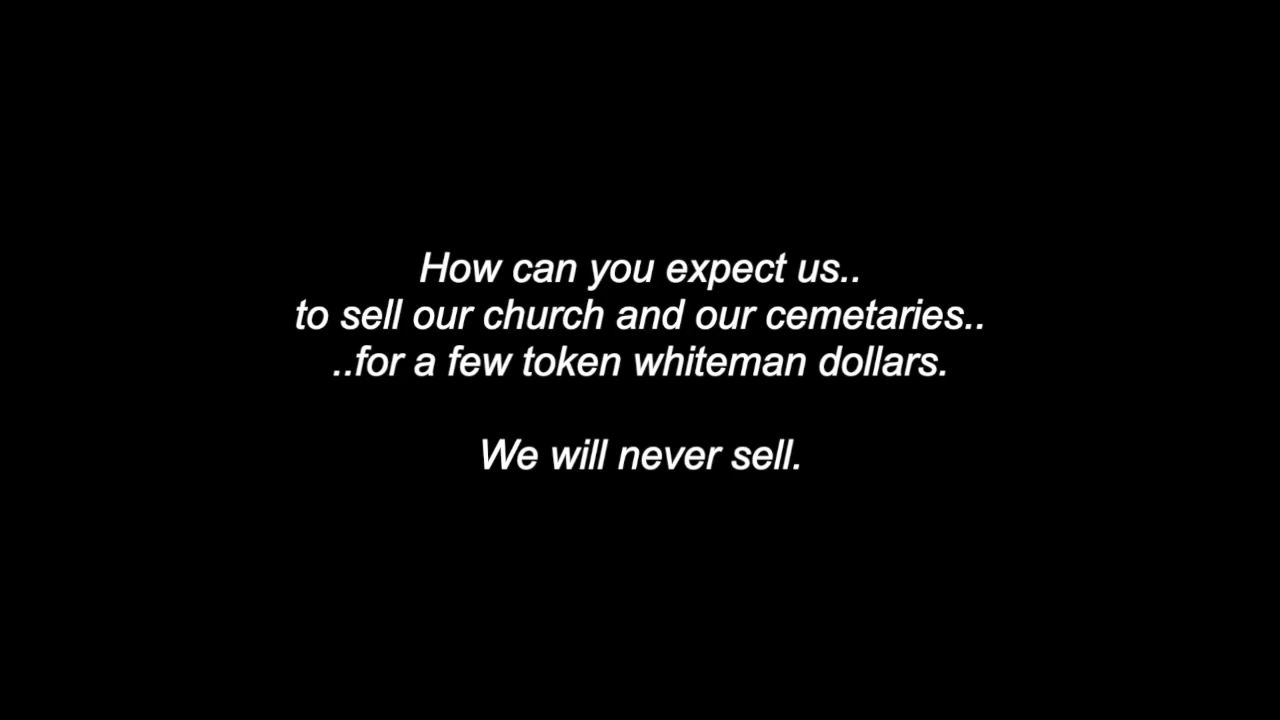 How can you expect us..
to sell our church and our cemetaries..
..for a few token whiteman dollars.
We will never sell.